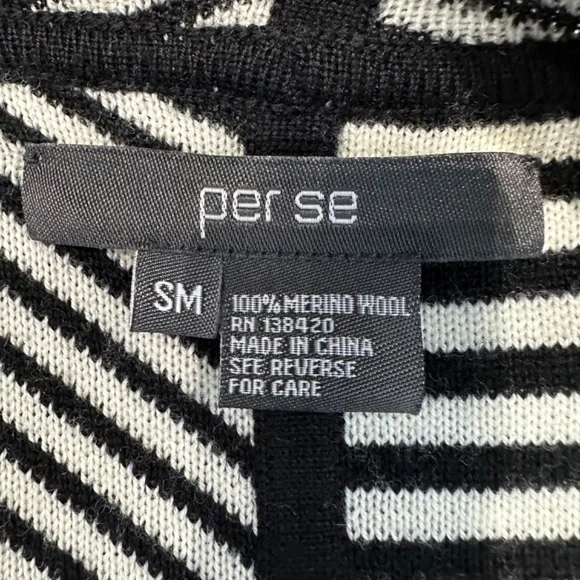 per se
SM
100% MERINO WOOL
RN 138420
MADE IN CHINA
SEE REVERSE
FOR CARE